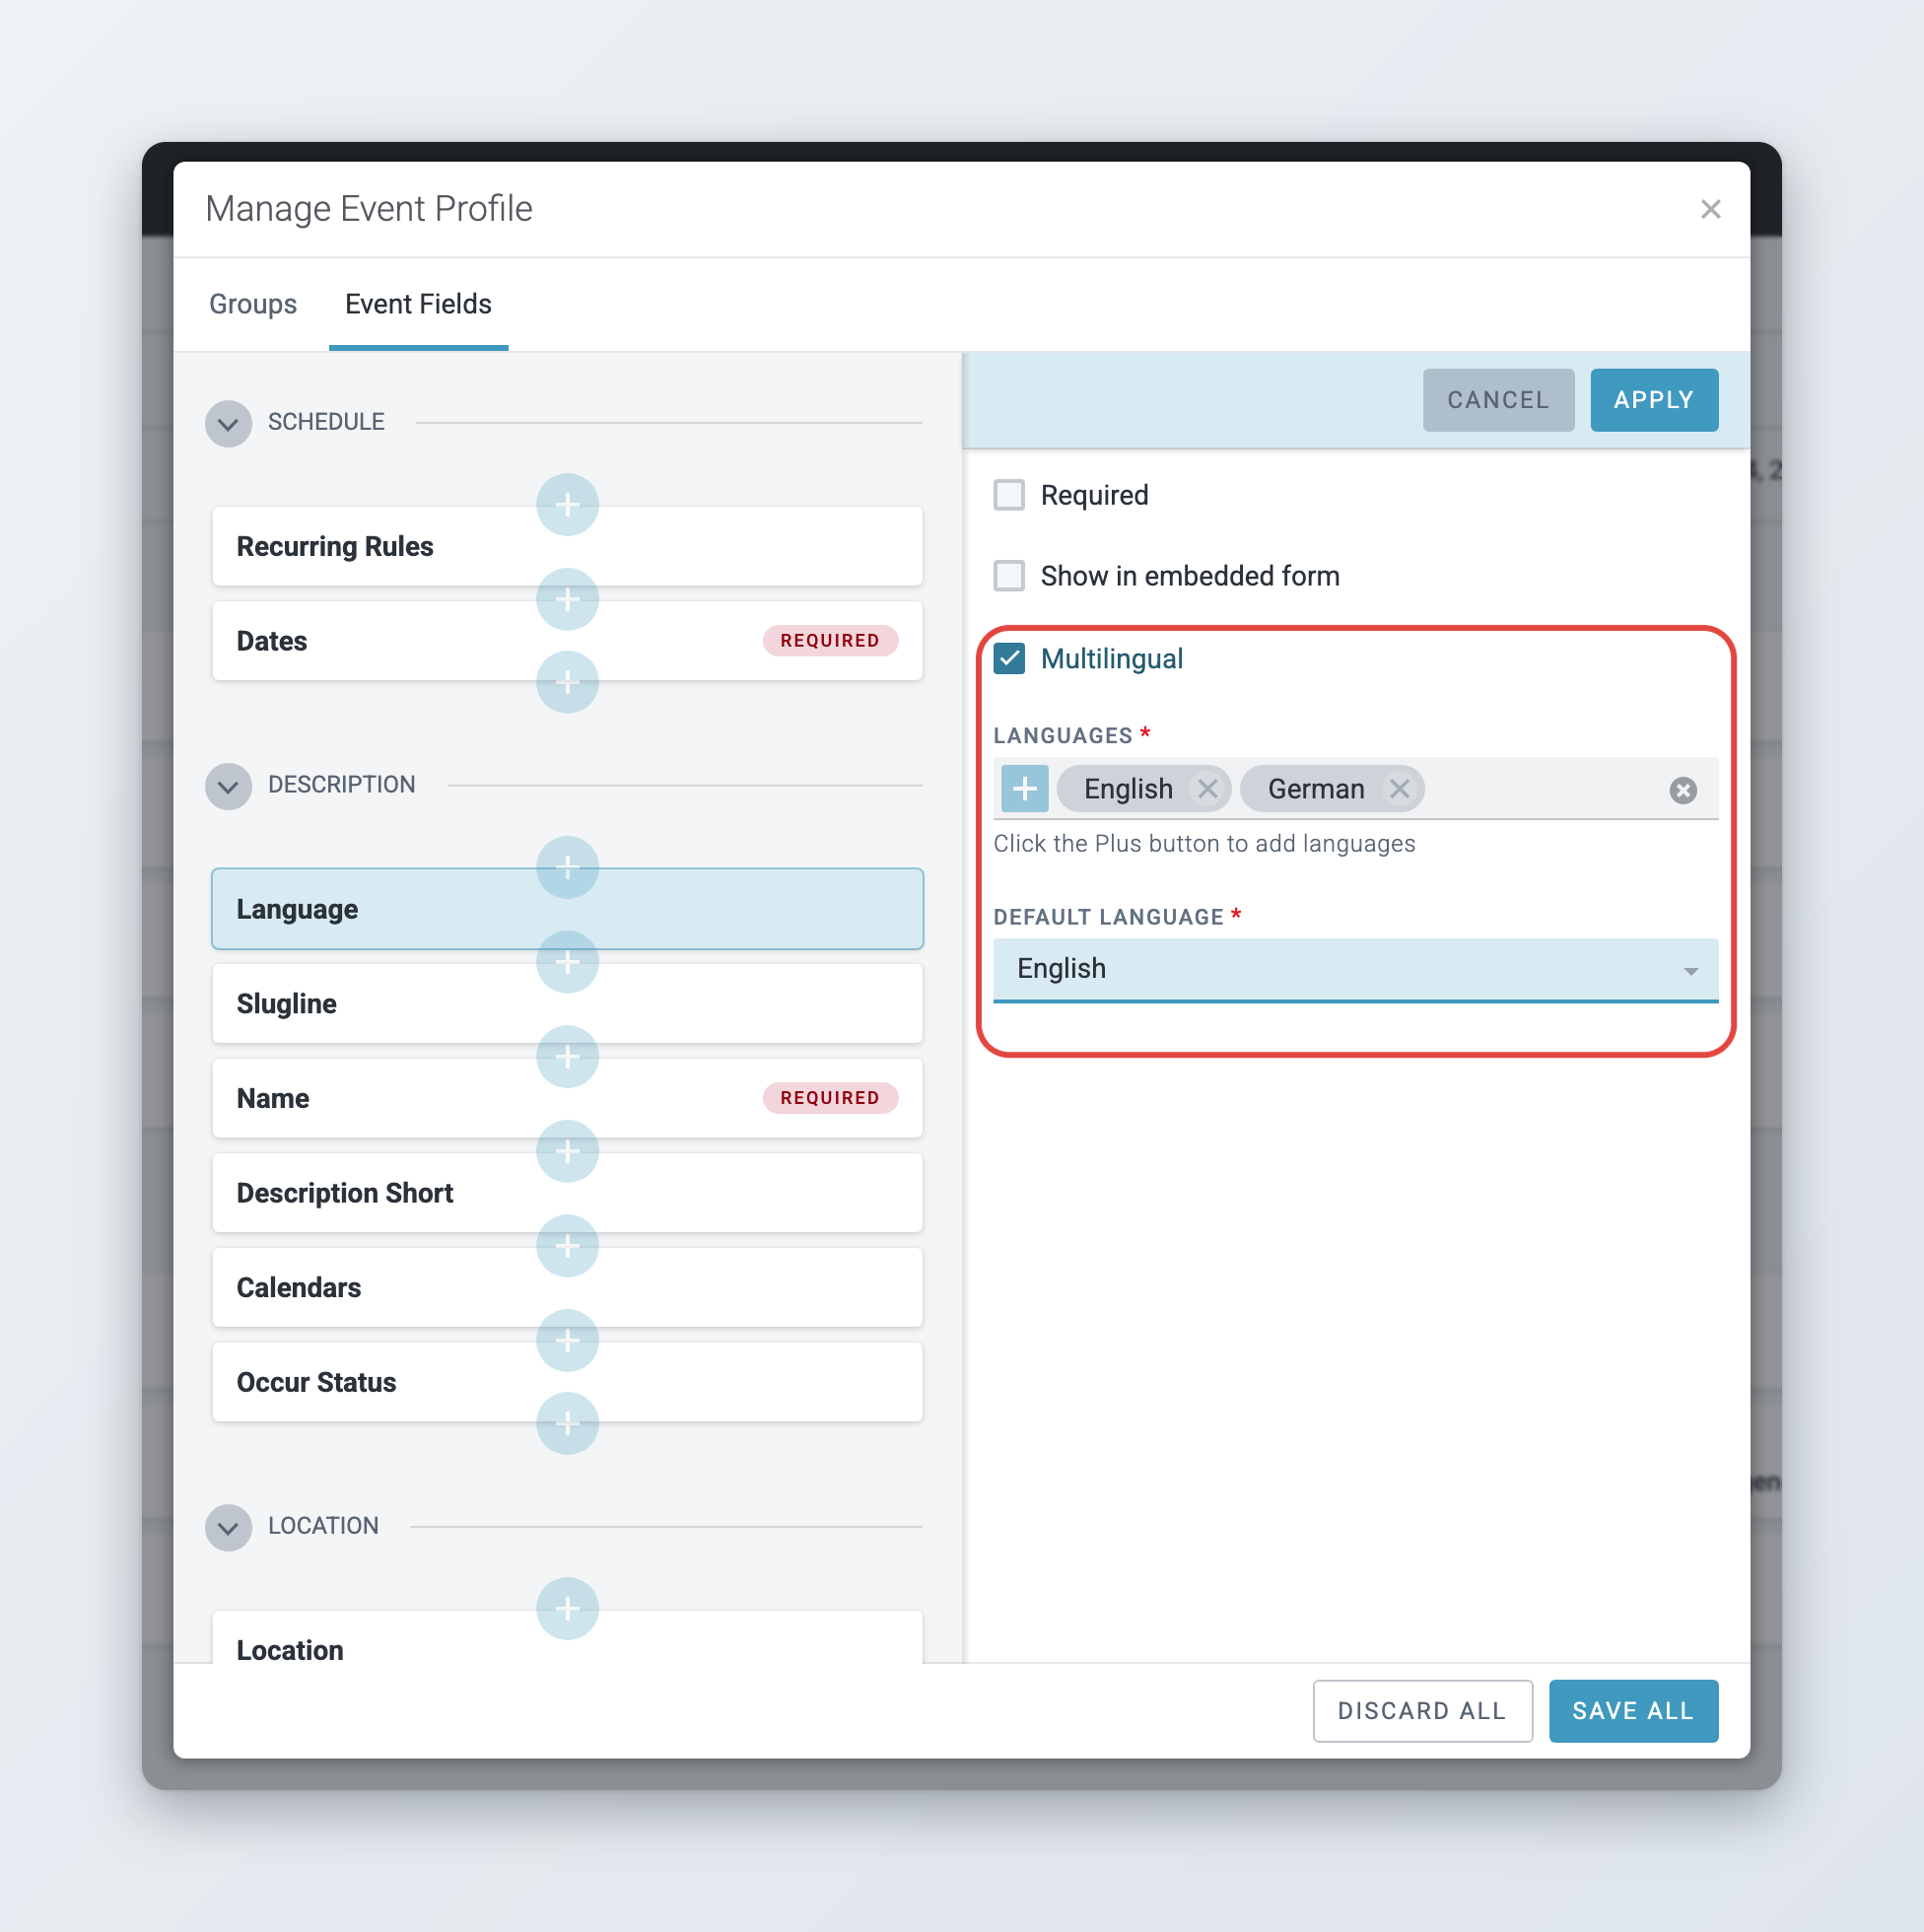 Manage Event Profile
Groups
Event Fields
SCHEDULE
Recurring Rules
Dates
REQUIRED
DESCRIPTION
Language
Slugline
Name
REQUIRED
Description Short
Calendars
Occur Status
LOCATION
Location
CANCEL
APPLY
Required
Show in embedded form
Multilingual
LANGUAGES *
English
German
Click the Plus button to add languages
DEFAULT LANGUAGE *
English
DISCARD ALL
SAVE ALL